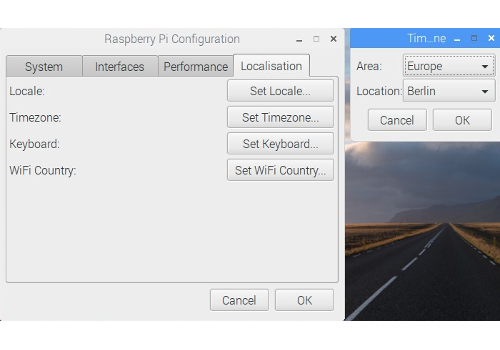 Raspberry Pi Configuration
System Interfaces Performance Localisation
Locale: Set Locale...
Timezone: Set Timezone...
Keyboard: Set Keyboard...
WiFi Country: Set WiFi Country...
Cancel OK
Tim...ne
Area: Europe
Location: Berlin
Cancel OK